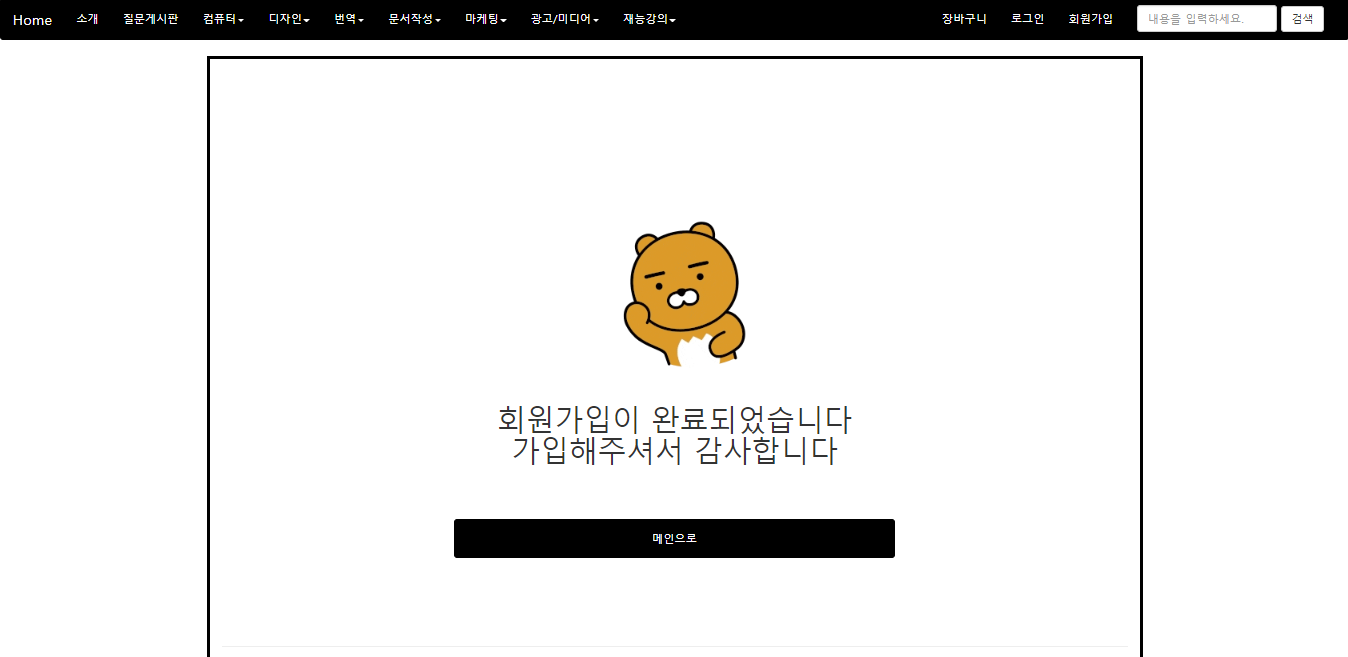 Home 소개 질문게시판 컴퓨터 디자인 번역 문서작성 마케팅 광고/미디어 재능강의 장바구니 로그인 회원가입 내용을 입력하세요. 검색
회원가입이 완료되었습니다
가입해주셔서 감사합니다
메인으로